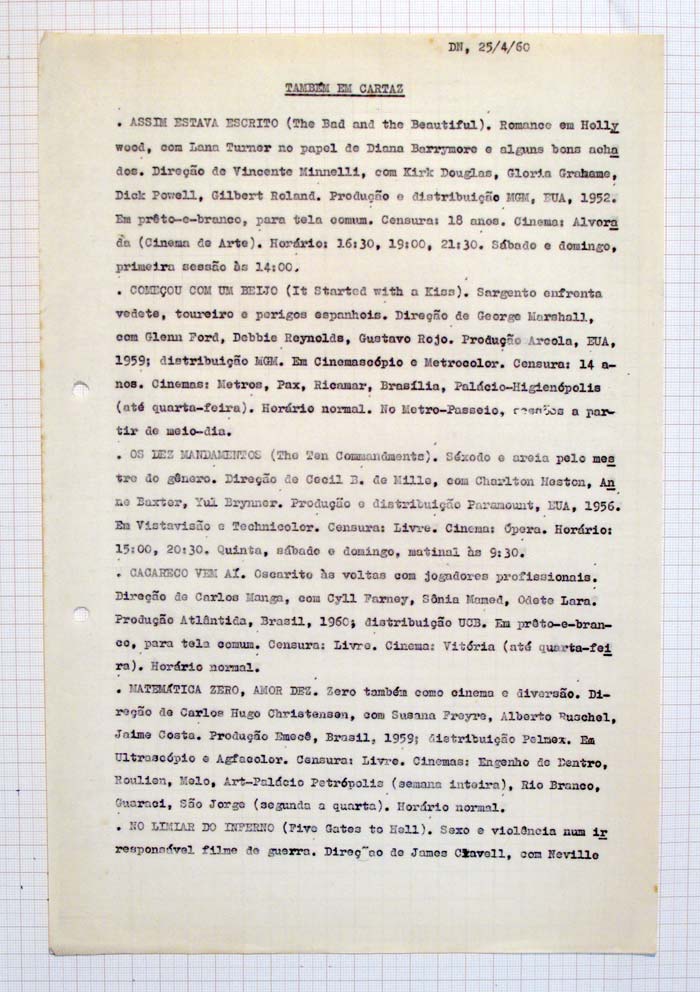 DN, 25/4/60
TAMBÉM EM CARTAZ
. ASSIM ESTAVA ESCRITO (The Bad and the Beautiful). Romance em Holly
wood, com Lana Turner no papel de Diana Barrymore e alguns bons acha
dos. Direção de Vincente Minnelli, com Kirk Douglas, Gloria Grahame,
Dick Powell, Gilbert Roland. Produção e distribuição MGM, EUA, 1952.
Em prêto-e-branco, para tela comum. Censura: 18 anos. Cinema: Alvora
da (Cinema de Arte). Horário: 16:30, 19:00, 21:30. Sábado e domingo,
primeira sessão às 14:00.
. COMEÇOU COM UM BEIJO (It Started with a Kiss). Sargento enfrenta
vedete, toureiro e perigos espanhois. Direção de George Marshall,
com Glenn Ford, Debbie Reynolds, Gustavo Rojo. Produção Arcola, EUA,
1959; distribuição MGM. Em Cinemascópio e Metrocolor. Censura: 14 a-
nos. Cinemas: Metros, Pax, Ricamar, Brasília, Palácio-Higienópolis
(até quarta-feira). Horário normal. No Metro-Passeio, sessões a par-
tir de meio-dia.
. OS DEZ MANDAMENTOS (The Ten Commandments). Séxodo e areia pelo mes
tre do gênero. Direção de Cecil B. de Mille, com Charlton Heston, An
ne Baxter, Yul Brynner. Produção e distribuição Paramount, EUA, 1956.
Em Vistavisão e Technicolor. Censura: Livre. Cinema: Ópera. Horário:
15:00, 20:30. Quinta, sábado e domingo, matinal às 9:30.
. CACARECO VEM AÍ. Oscarito às voltas com jogadores profissionais.
Direção de Carlos Manga, com Cyll Farney, Sônia Mamed, Odete Lara.
Produção Atlântida, Brasil, 1960; distribuição UCB. Em prêto-e-bran-
co, para tela comum. Censura: Livre. Cinema: Vitória (até quarta-fei
ra). Horário normal.
. MATEMÁTICA ZERO, AMOR DEZ. Zero também como cinema e diversão. Di-
reção de Carlos Hugo Christensen, com Susana Freyre, Alberto Ruschel,
Jaime Costa. Produção Emecê, Brasil, 1959; distribuição Pelmex. Em
Ultrascópio e Agfacolor. Censura: Livre. Cinemas: Engenho de Dentro,
Roulien, Melo, Art-Palácio Petrópolis (semana inteira), Rio Branco,
Guaraci, São Jorge (segunda a quarta). Horário normal.
. NO LIMIAR DO INFERNO (Five Gates to Hell). Sexo e violência num ir
responsável filme de guerra. Direç~ao de James Clavell, com Neville